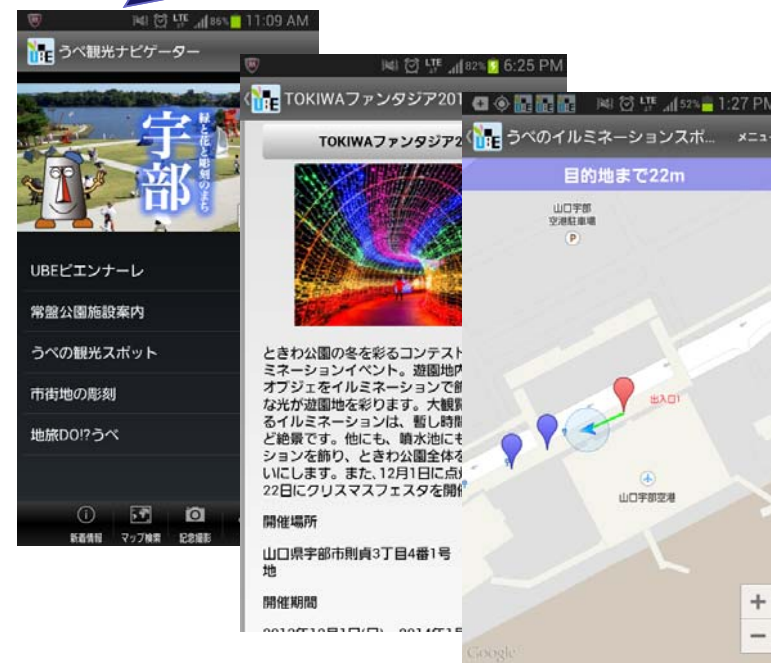 LTE 86% 11:09 AM
UBE うべ観光ナビゲーター
緑と花と彫刻のまち
宇部
UBEビエンナーレ
常盤公園施設案内
うべの観光スポット
市街地の彫刻
地旅DO!?うべ
新着情報 マップ検索 記念撮影
LTE 82% 6:25 PM
UBE TOKIWAファンタジア201
TOKIWAファンタジア2
ときわ公園の冬を彩るコンテスト
ミネーションイベント。遊園地内
オブジェをイルミネーションで飾
な光が遊園地を彩ります。大観覧
るイルミネーションは、暫し時間
ど絶景です。他にも、噴水池にも
ションを飾り、ときわ公園全体を
いにします。また、12月1日に点灯
22日にクリスマスフェスタを開催
開催場所
山口県宇部市則貞3丁目4番1号
地
開催期間
LTE 52% 1:27 PM
UBE うべのイルミネーションスポ... メニュー
目的地まで22m
山口宇部
空港駐車場
P
出入口1
山口宇部空港
+
−
Google